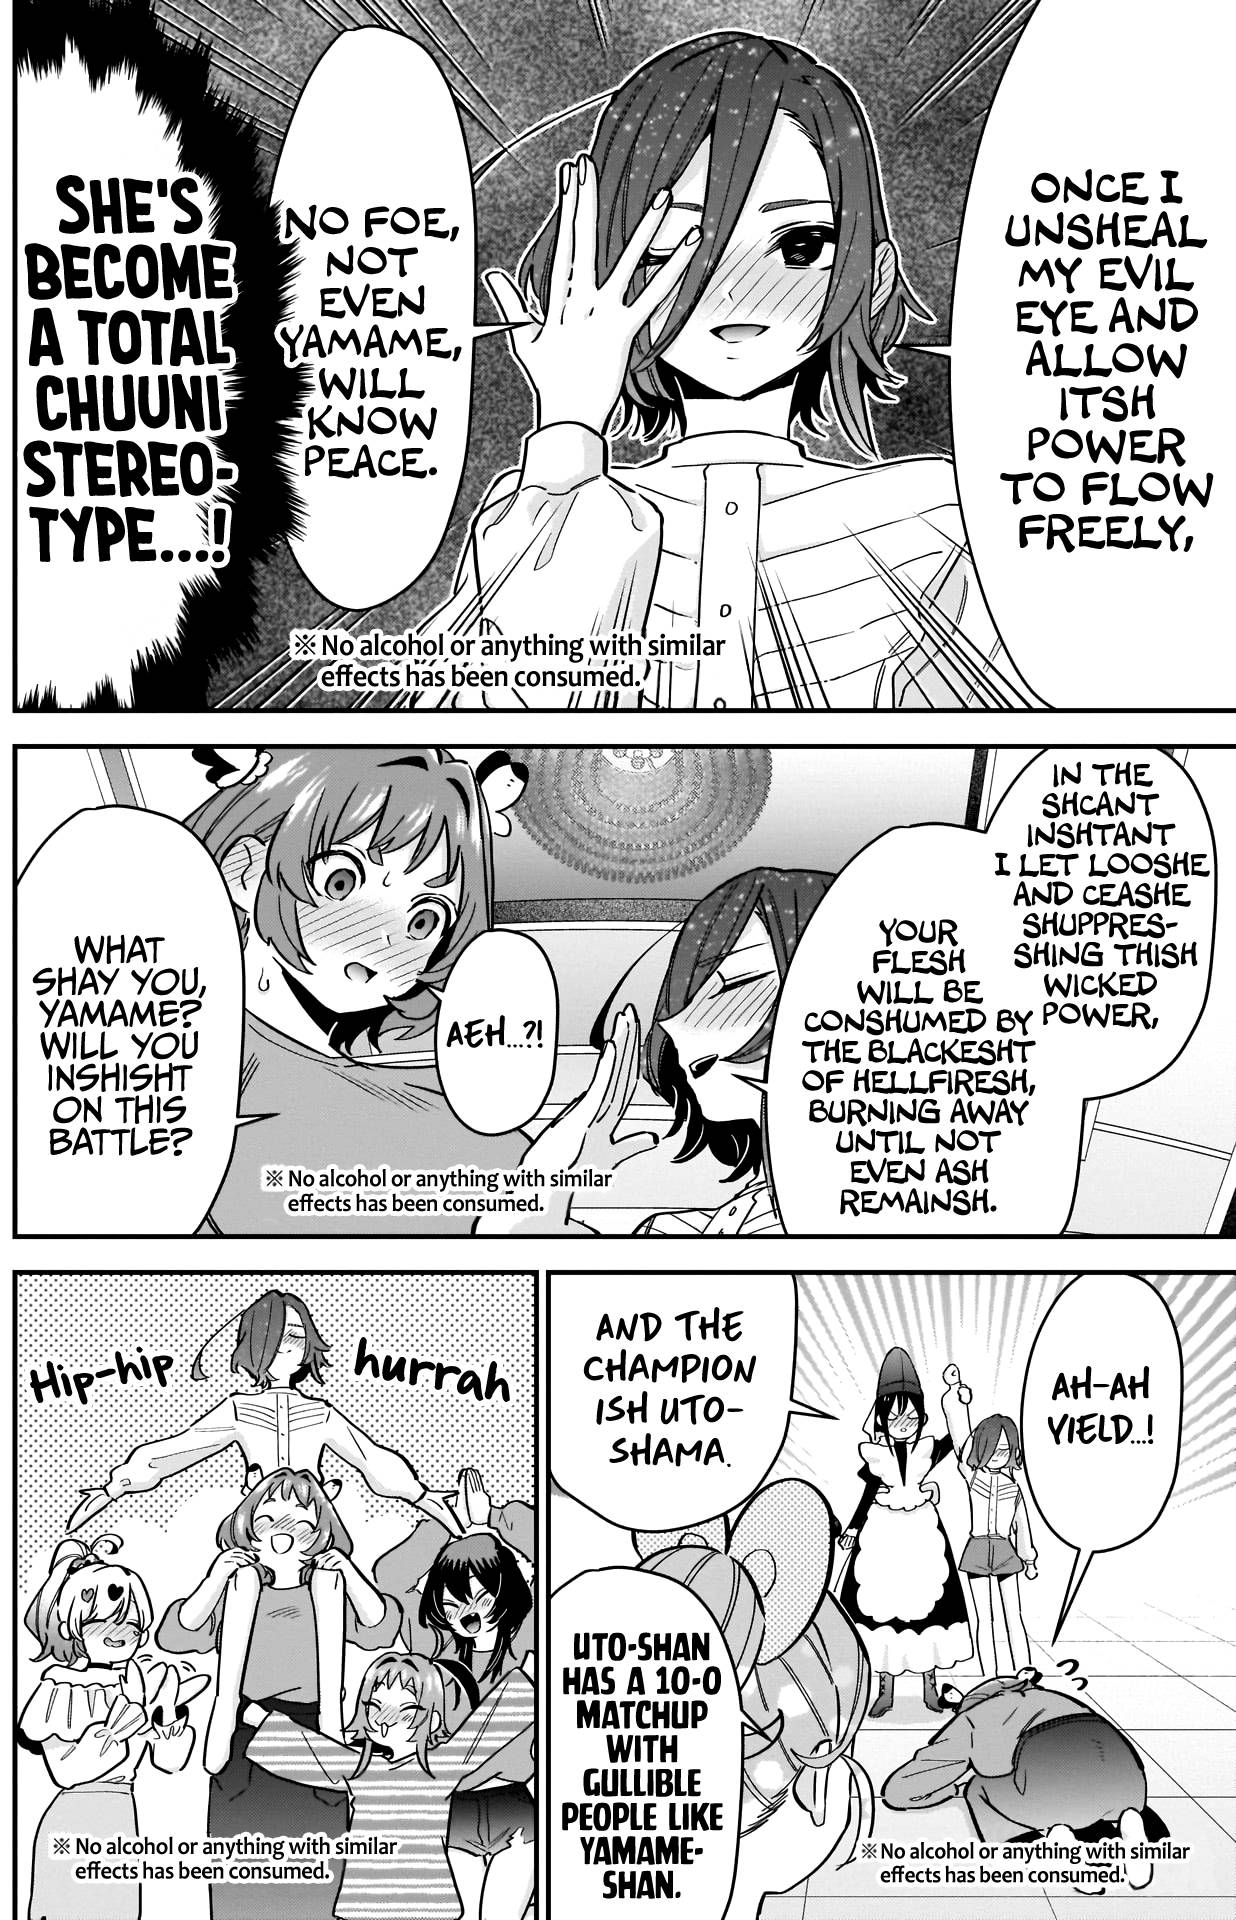 ONCE I
UNSHEAL
MY EVIL
EYE AND
ALLOW
ITSH
POWER
TO FLOW
FREELY,
NO FOE,
NOT
EVEN
YAMAME,
WILL
KNOW
PEACE.
SHE'S
BECOME
A TOTAL
CHUUNI
STEREO-
TYPE...!
※ No alcohol or anything with similar
effects has been consumed.
IN THE
SHCANT
INSHTANT
I LET LOOSHE
AND CEASHE
SHUPPRES-
SHING THISH
WICKED
POWER,
YOUR
FLESH
WILL BE
CONSHUMED BY
THE BLACKESHT
OF HELLFIRESH,
BURNING AWAY
UNTIL NOT
EVEN ASH
REMAINSH.
AEH...?!
WHAT
SHAY YOU,
YAMAME?
WILL YOU
INSHISHT
ON THIS
BATTLE?
※ No alcohol or anything with similar
effects has been consumed.
AH-AH
YIELD...!
AND THE
CHAMPION
ISH UTO-
SHAMA.
UTO-SHAN
HAS A 10-0
MATCHUP
WITH
GULLIBLE
PEOPLE LIKE
YAMAME-
SHAN.
※ No alcohol or anything with similar
effects has been consumed.
Hip-hip
hurrah
※ No alcohol or anything with similar
effects has been consumed.